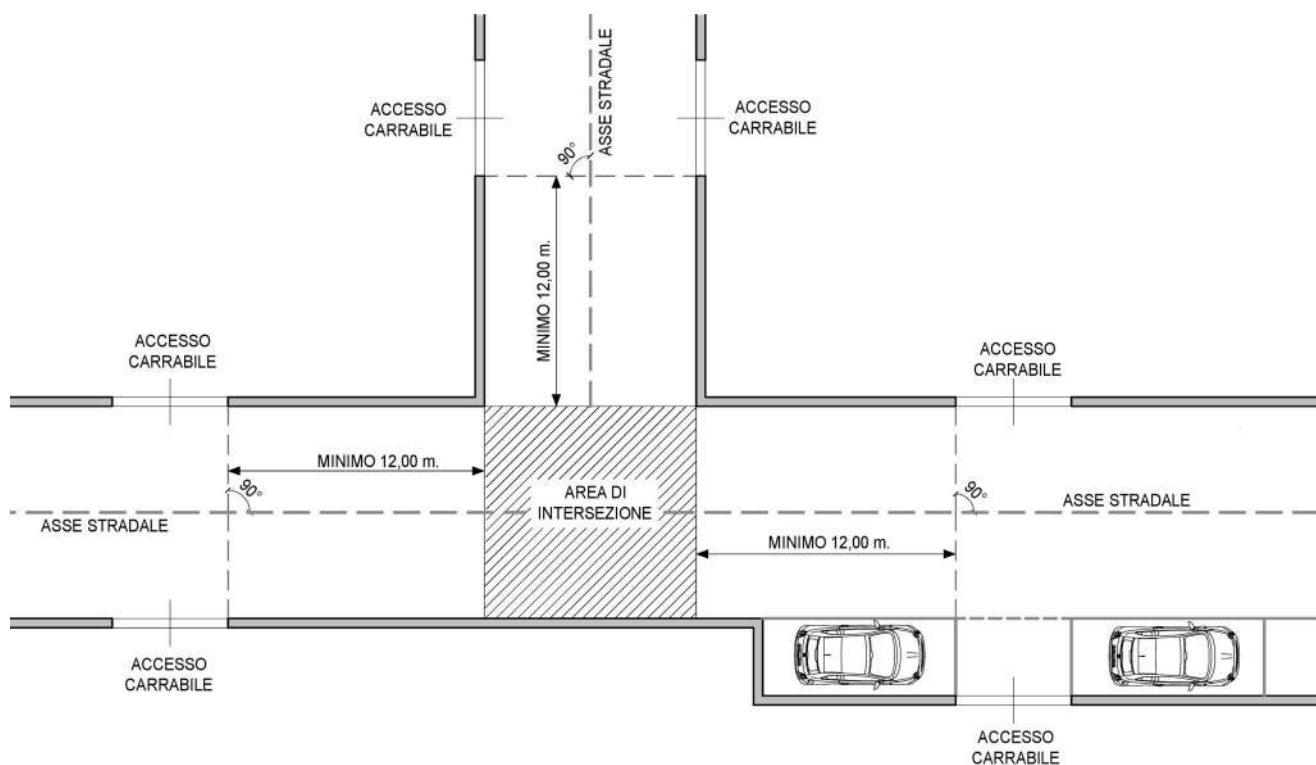 ASSE STRADALE
ACCESSO
CARRABILE
ACCESSO
CARRABILE
90°
MINIMO 12,00 m.
ACCESSO
CARRABILE
ACCESSO
CARRABILE
MINIMO 12,00 m.
90°
ASSE STRADALE
AREA DI
INTERSEZIONE
90°
ASSE STRADALE
MINIMO 12,00 m.
ACCESSO
CARRABILE
ACCESSO
CARRABILE